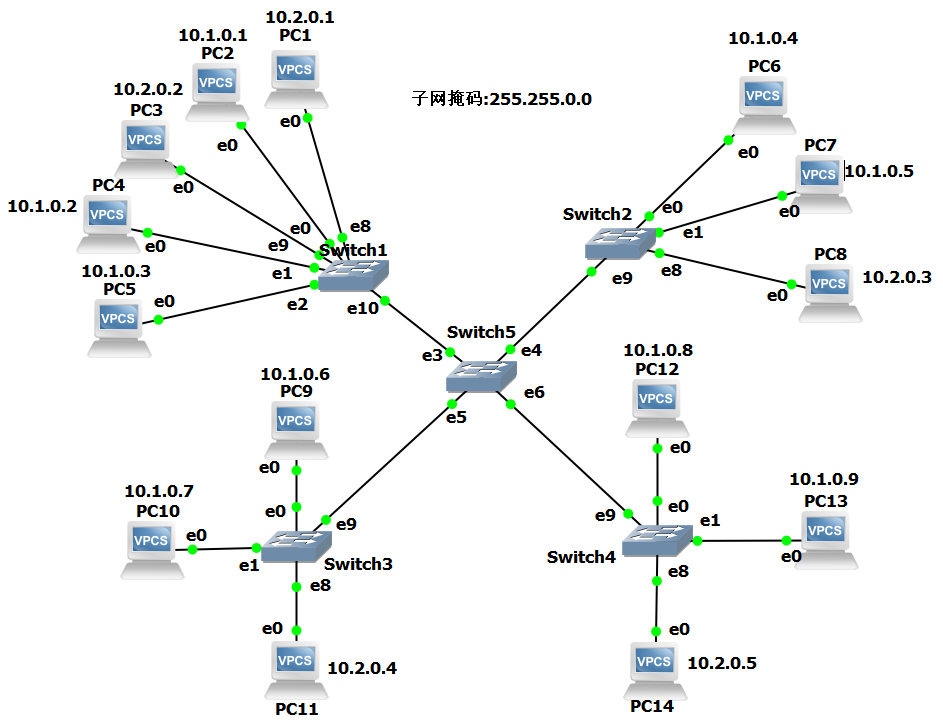 10.2.0.1
PC1
10.1.0.1
PC2
VPCS
VPCS
10.2.0.2
PC3
VPCS
e0
e0
e0
10.1.0.2
PC4
VPCS
e0
10.1.0.3
PC5
VPCS
e0
e8
e0
e9
e1
e2
Switch1
e10
子网掩码:255.255.0.0
10.1.0.4
PC6
VPCS
e0
PC7
VPCS
10.1.0.5
e0
Switch2
e0
e1
e8
e9
PC8
VPCS
10.2.0.3
e0
Switch5
e3
e4
e5
e6
10.1.0.6
PC9
VPCS
e0
10.1.0.7
PC10
VPCS
e0
e0
e9
e1
Switch3
e8
e0
VPCS
10.2.0.4
PC11
10.1.0.8
PC12
VPCS
e0
e0
e9
e1
Switch4
e8
10.1.0.9
PC13
VPCS
e0
e0
VPCS
10.2.0.5
PC14